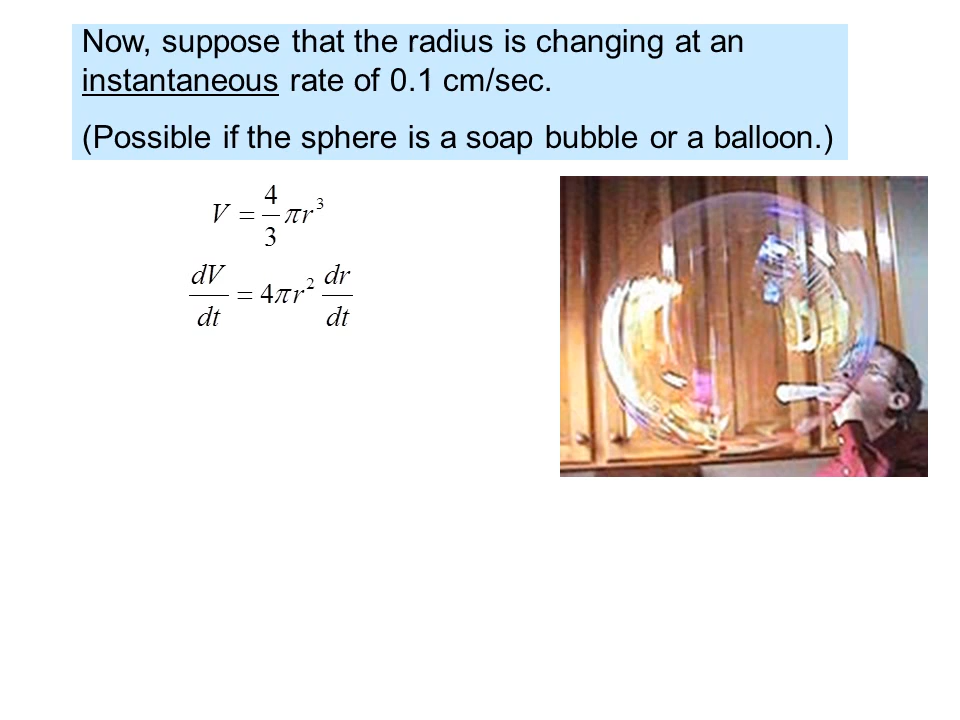 Now, suppose that the radius is changing at an
instantaneous rate of 0.1 cm/sec.
(Possible if the sphere is a soap bubble or a balloon.)
V = 4/3 πr³
dV/dt = 4πr² dr/dt